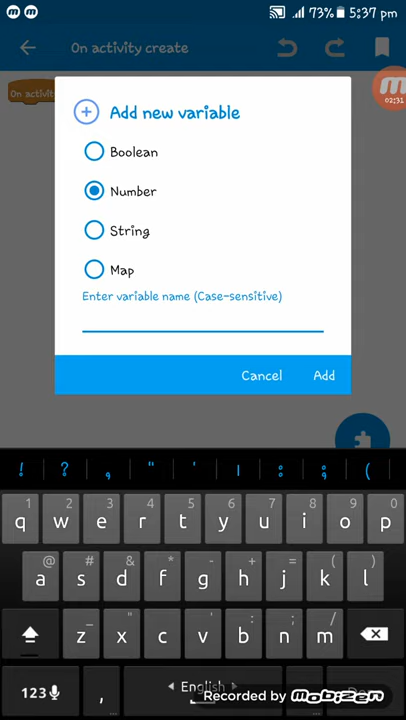 73% 5:37 pm
On activity create
On activity
02:31
Add new variable
Boolean
Number
String
Map
Enter variable name (Case-sensitive)
Cancel Add
! ? , " ' | : ; (
1 2 3 4 5 6 7 8 9 0
q w e r t y u i o p
@ # & * - + = ( )
a s d f g h j k l
_ " ' : ; /
z x c v b n m
123 , English
Recorded by MOBIZEN